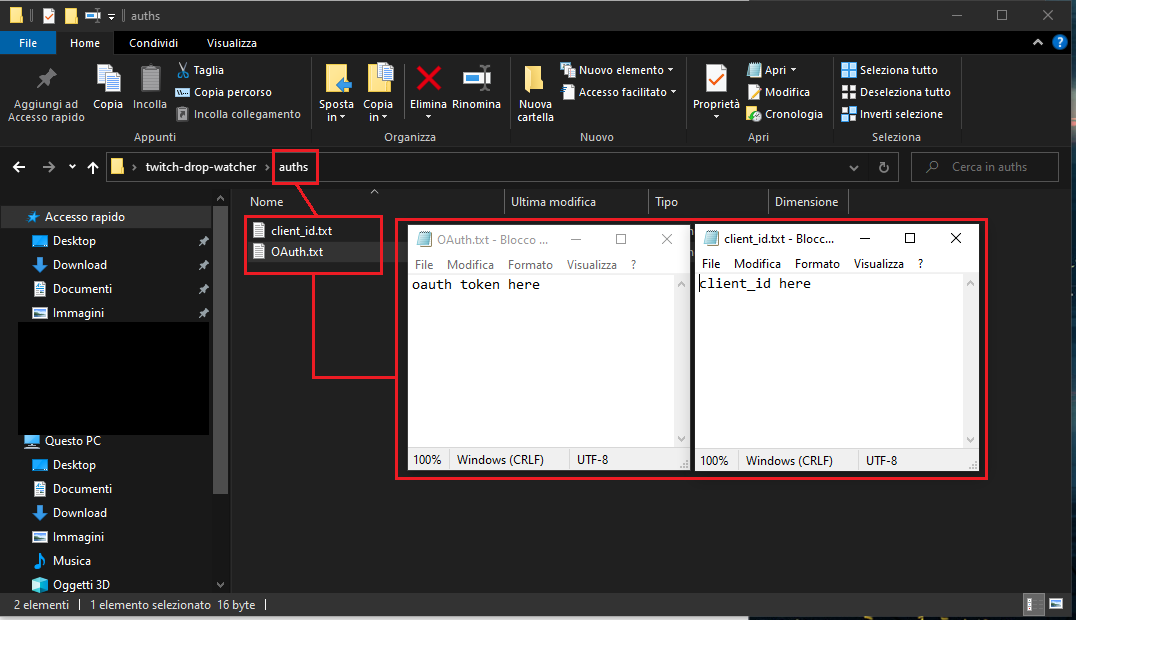 auths
File Home Condividi Visualizza
Aggiungi ad
Accesso rapido
Copia
Incolla
Taglia
Copia percorso
Incolla collegamento
Appunti
Sposta
in
Copia
in
Elimina
Rinomina
Organizza
Nuova
cartella
Nuovo elemento
Accesso facilitato
Nuovo
Proprietà
Apri
Modifica
Cronologia
Apri
Seleziona tutto
Deseleziona tutto
Inverti selezione
Seleziona
twitch-drop-watcher > auths
Cerca in auths
Accesso rapido
Desktop
Download
Documenti
Immagini
Questo PC
Desktop
Documenti
Download
Immagini
Musica
Oggetti 3D
Nome Ultima modifica Tipo Dimensione
client_id.txt
OAuth.txt
OAuth.txt - Blocco ...
File Modifica Formato Visualizza ?
oauth token here
100% Windows (CRLF) UTF-8
client_id.txt - Blocc...
File Modifica Formato Visualizza ?
client_id here
100% Windows (CRLF) UTF-8
2 elementi 1 elemento selezionato 16 byte